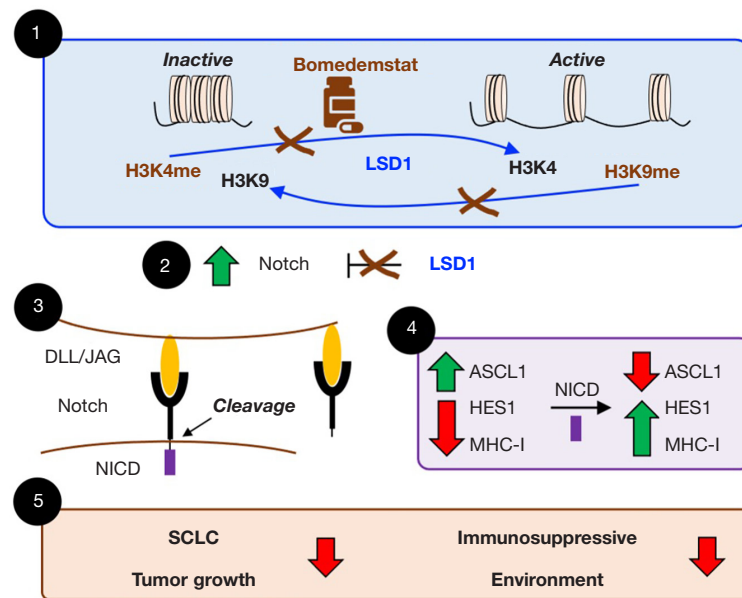 1
Inactive
Bomedemstat
Active
H3K4me
LSD1
H3K4
H3K9me
H3K9
2
Notch
LSD1
3
DLL/JAG
Notch
Cleavage
NICD
4
ASCL1
HES1
MHC-I
NICD
ASCL1
HES1
MHC-I
5
SCLC
Immunosuppressive
Tumor growth
Environment